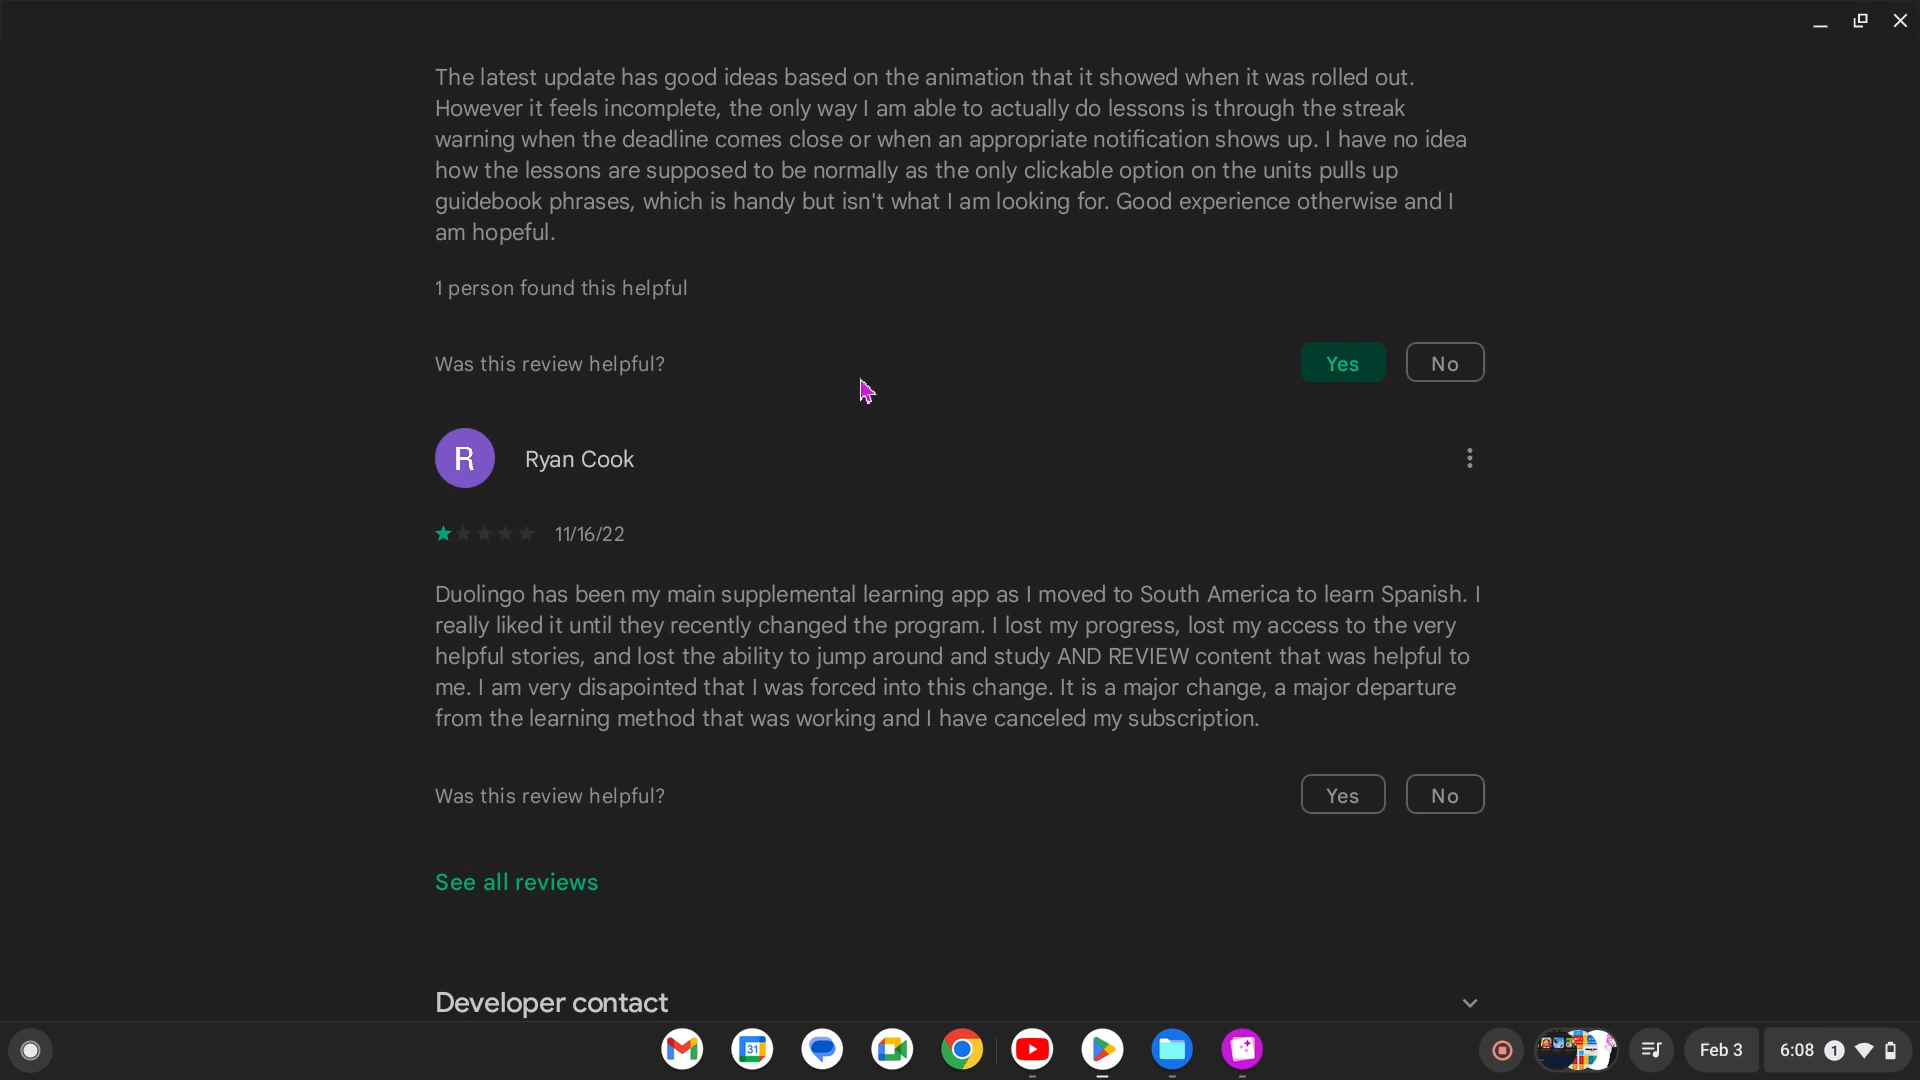 The latest update has good ideas based on the animation that it showed when it was rolled out.
However it feels incomplete, the only way I am able to actually do lessons is through the streak
warning when the deadline comes close or when an appropriate notification shows up. I have no idea
how the lessons are supposed to be normally as the only clickable option on the units pulls up
guidebook phrases, which is handy but isn't what I am looking for. Good experience otherwise and I
am hopeful.
1 person found this helpful
Was this review helpful?
Yes
No
R
Ryan Cook
11/16/22
Duolingo has been my main supplemental learning app as I moved to South America to learn Spanish. I
really liked it until they recently changed the program. I lost my progress, lost my access to the very
helpful stories, and lost the ability to jump around and study AND REVIEW content that was helpful to
me. I am very disapointed that I was forced into this change. It is a major change, a major departure
from the learning method that was working and I have canceled my subscription.
Was this review helpful?
Yes
No
See all reviews
Developer contact
31
Feb 3
6:08
1